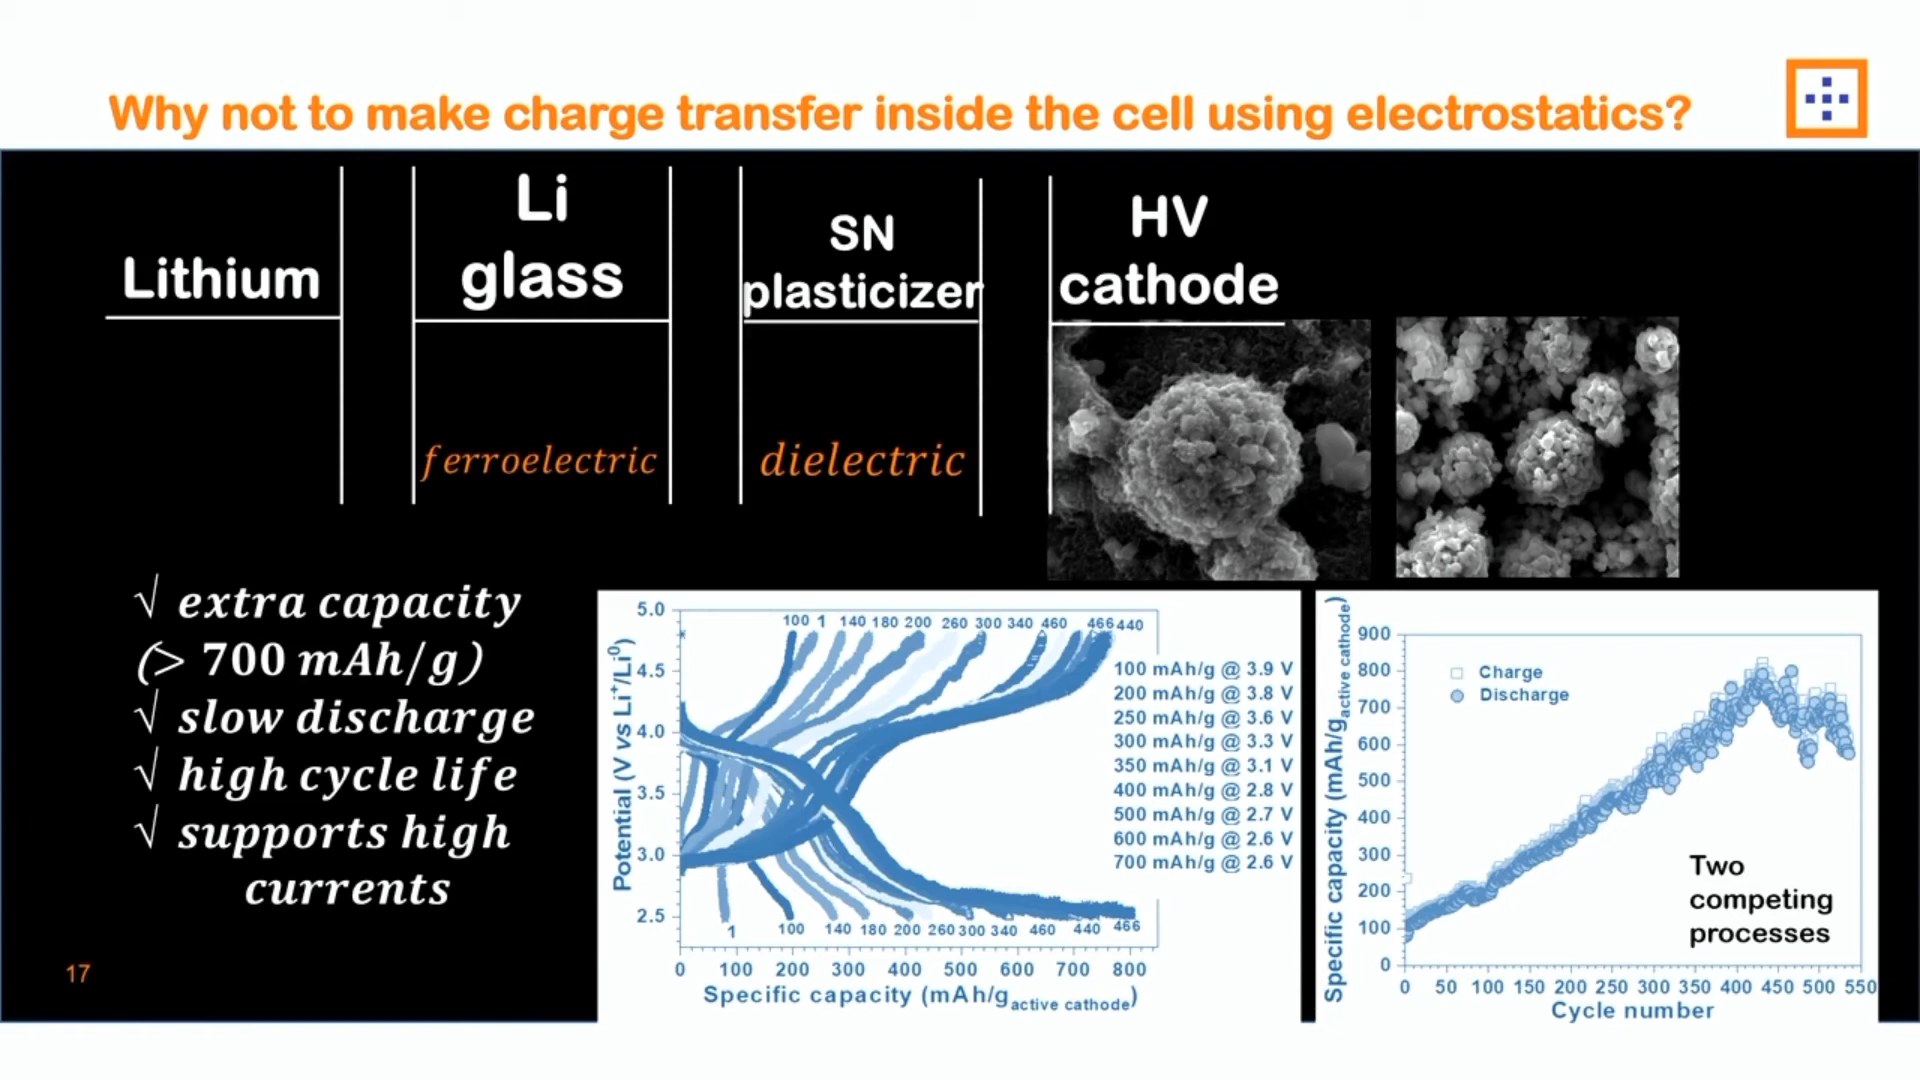 Why not to make charge transfer inside the cell using electrostatics?
Lithium
Li
glass
SN
plasticizer
HV
cathode
ferroelectric
dielectric
√ extra capacity
(> 700 mAh/g)
√ slow discharge
√ high cycle life
√ supports high
currents
17
Potential (V vs Li⁺/Li⁰)
5.0
4.5
4.0
3.5
3.0
2.5
100 1 140 180 200 260 300 340 460 466 440
100 mAh/g @ 3.9 V
200 mAh/g @ 3.8 V
250 mAh/g @ 3.6 V
300 mAh/g @ 3.3 V
350 mAh/g @ 3.1 V
400 mAh/g @ 2.8 V
500 mAh/g @ 2.7 V
600 mAh/g @ 2.6 V
700 mAh/g @ 2.6 V
1 100 140 180 200 260 300 340 460 440 466
0 100 200 300 400 500 600 700 800
Specific capacity (mAh/g active cathode)
Specific capacity (mAh/g active cathode)
900
800
700
600
500
400
300
200
100
0
Charge
Discharge
Two
competing
processes
0 50 100 150 200 250 300 350 400 450 500 550
Cycle number